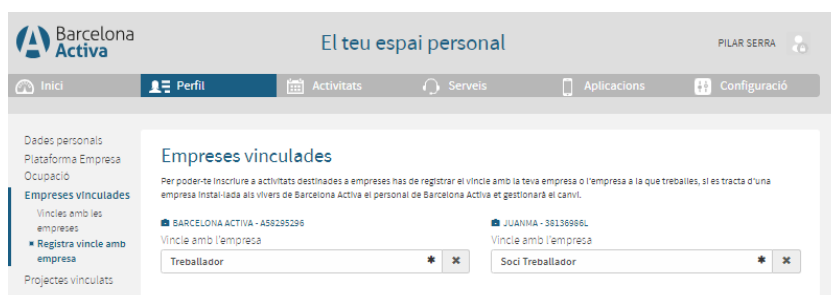 Barcelona
Activa
El teu espai personal
PILAR SERRA
Inici
Perfil
Activitats
Serveis
Aplicacions
Configuració
Dades personals
Plataforma Empresa
Ocupació
Empreses vinculades
Vincles amb les
empreses
Registra vincle amb
empresa
Projectes vinculats
Empreses vinculades
Per poder-te inscriure a activitats destinades a empreses has de registrar el vincle amb la teva empresa o l'empresa a la que treballes, si es tracta d'una
empresa instal·lada als vivers de Barcelona Activa el personal de Barcelona Activa et gestionarà el canvi.
BARCELONA ACTIVA - A58295296
Vincle amb l'empresa
Treballador
JUANMA - 38136986L
Vincle amb l'empresa
Soci Treballador